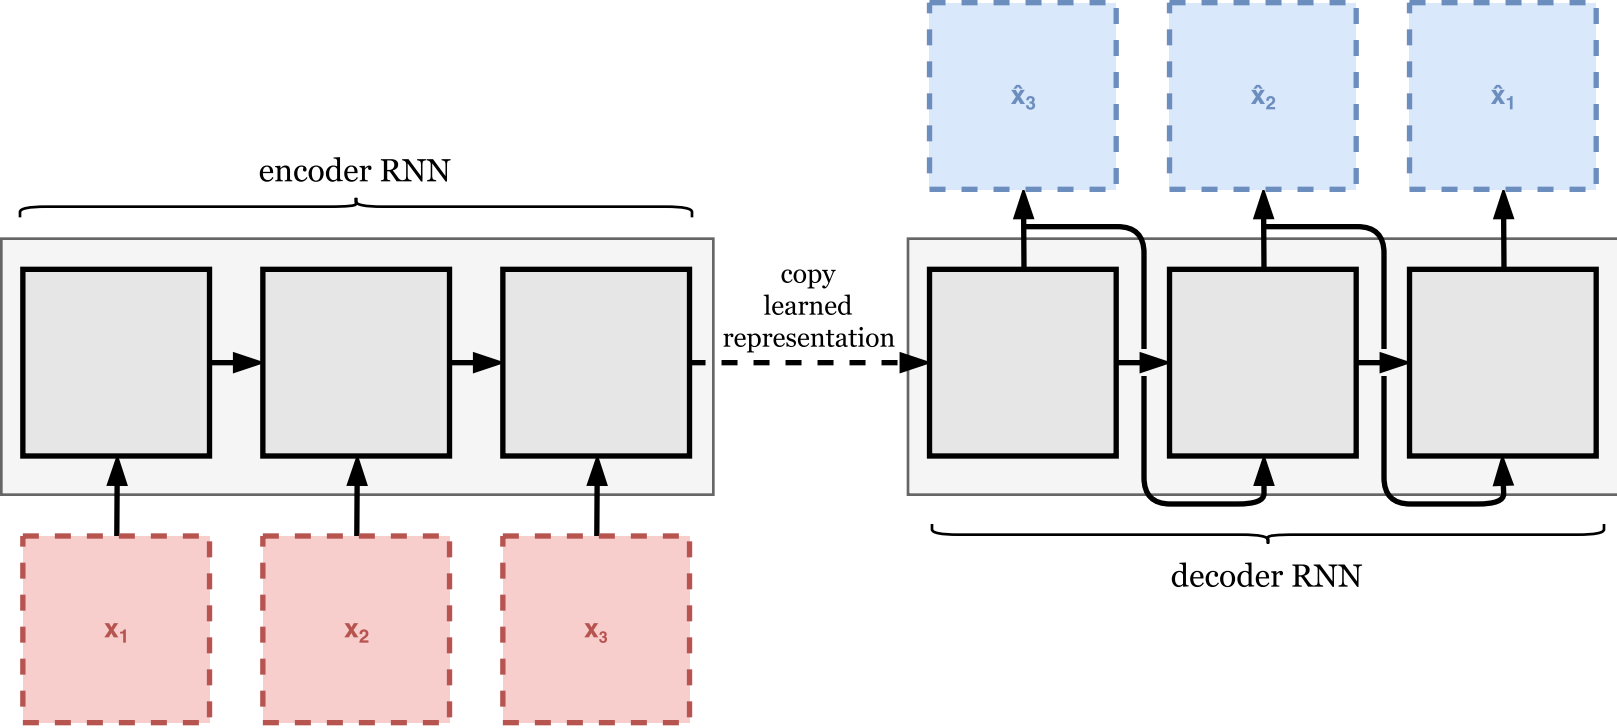 x̂₃ x̂₂ x̂₁
encoder RNN
copy
learned
representation
decoder RNN
x₁ x₂ x₃